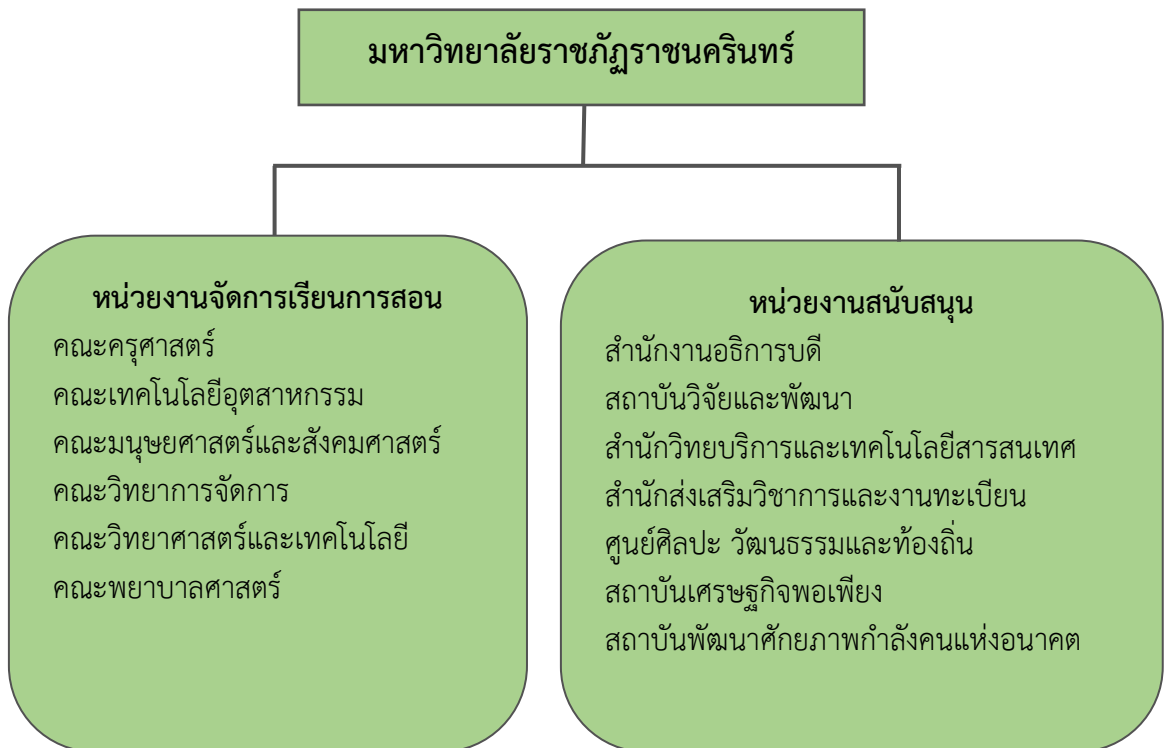 มหาวิทยาลัยราชภัฏราชนครินทร์
หน่วยงานจัดการเรียนการสอน
คณะครุศาสตร์
คณะเทคโนโลยีอุตสาหกรรม
คณะมนุษยศาสตร์และสังคมศาสตร์
คณะวิทยาการจัดการ
คณะวิทยาศาสตร์และเทคโนโลยี
คณะพยาบาลศาสตร์
หน่วยงานสนับสนุน
สำนักงานอธิการบดี
สถาบันวิจัยและพัฒนา
สำนักวิทยบริการและเทคโนโลยีสารสนเทศ
สำนักส่งเสริมวิชาการและงานทะเบียน
ศูนย์ศิลปะ วัฒนธรรมและท้องถิ่น
สถาบันเศรษฐกิจพอเพียง
สถาบันพัฒนาศักยภาพกำลังคนแห่งอนาคต